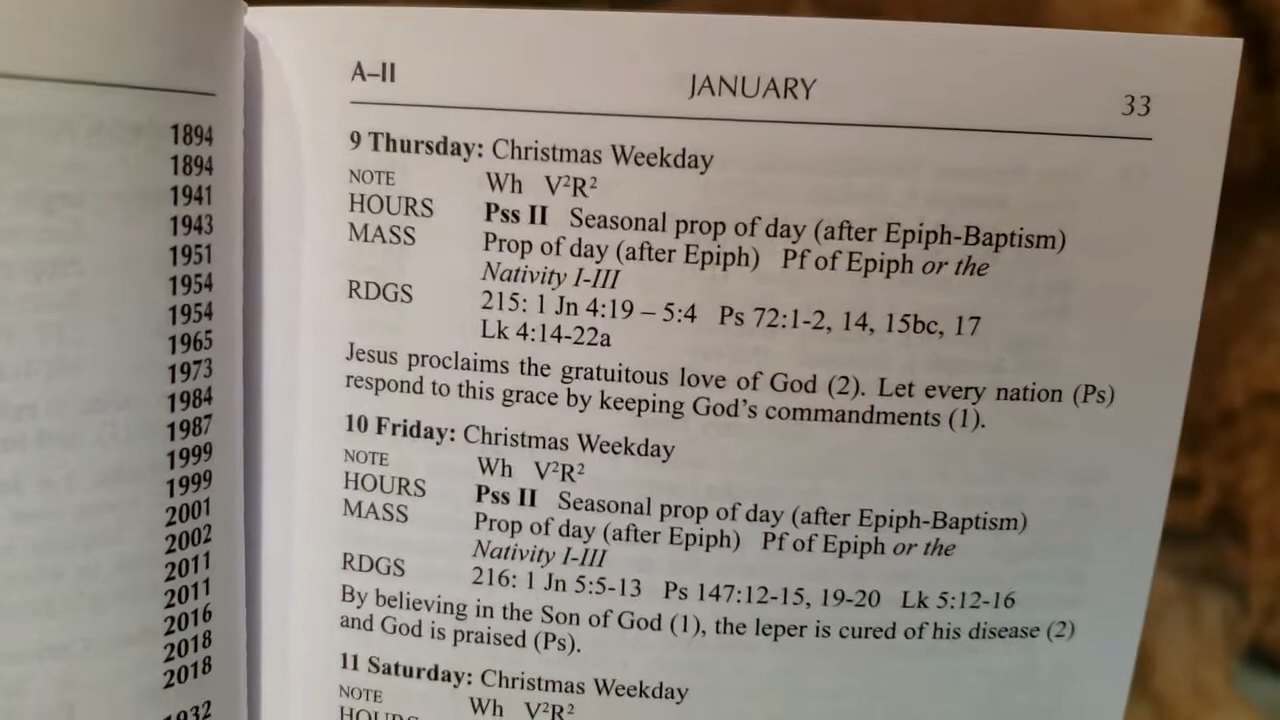 1894
1894
1941
1943
1951
1954
1954
1965
1973
1984
1987
1999
1999
2001
2002
2011
2011
2016
2018
2018
1932
A–II JANUARY 33
9 Thursday: Christmas Weekday
NOTE Wh V²R²
HOURS Pss II Seasonal prop of day (after Epiph-Baptism)
MASS Prop of day (after Epiph) Pf of Epiph or the
Nativity I-III
RDGS 215: 1 Jn 4:19 – 5:4 Ps 72:1-2, 14, 15bc, 17
Lk 4:14-22a
Jesus proclaims the gratuitous love of God (2). Let every nation (Ps)
respond to this grace by keeping God's commandments (1).
10 Friday: Christmas Weekday
NOTE Wh V²R²
HOURS Pss II Seasonal prop of day (after Epiph-Baptism)
MASS Prop of day (after Epiph) Pf of Epiph or the
Nativity I-III
RDGS 216: 1 Jn 5:5-13 Ps 147:12-15, 19-20 Lk 5:12-16
By believing in the Son of God (1), the leper is cured of his disease (2)
and God is praised (Ps).
11 Saturday: Christmas Weekday
NOTE Wh V²R²
HOURS